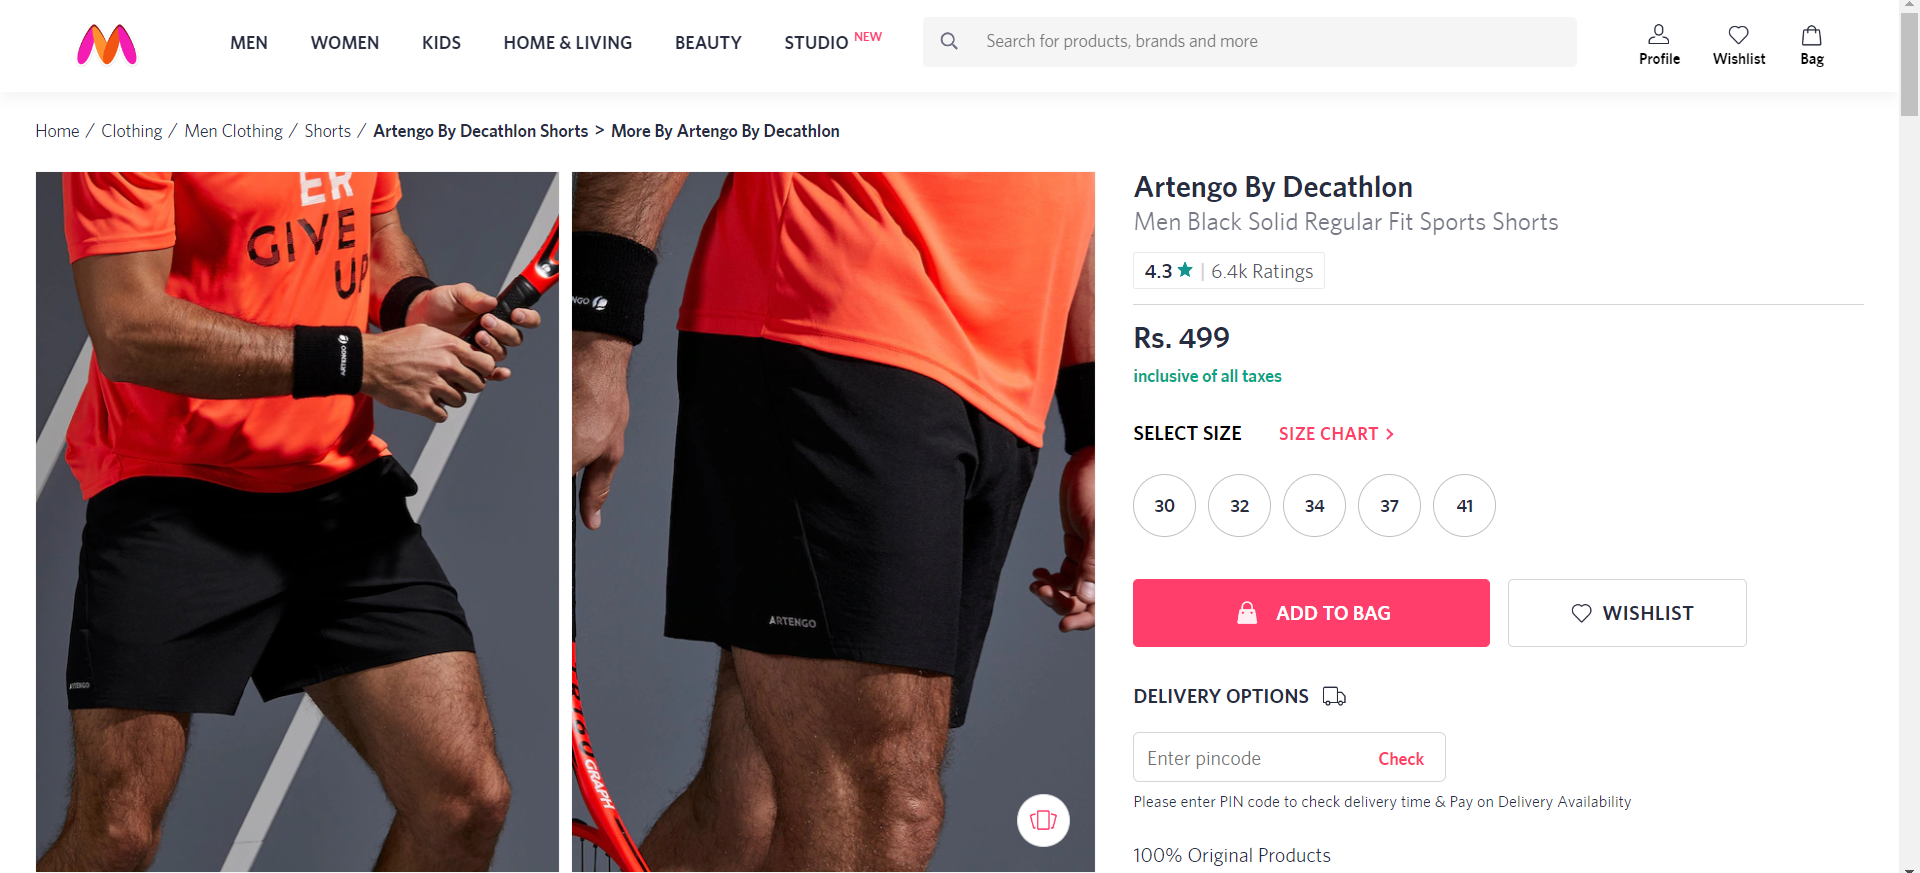 MEN WOMEN KIDS HOME & LIVING BEAUTY STUDIO NEW
Search for products, brands and more
Profile Wishlist Bag
Home / Clothing / Men Clothing / Shorts / Artengo By Decathlon Shorts > More By Artengo By Decathlon
ER
GIVE
UP
ARTENGO
ARTENGO
NGO
ARTENGO
GRAPH
Artengo By Decathlon
Men Black Solid Regular Fit Sports Shorts
4.3 | 6.4k Ratings
Rs. 499
inclusive of all taxes
SELECT SIZE SIZE CHART >
30 32 34 37 41
ADD TO BAG WISHLIST
DELIVERY OPTIONS
Enter pincode Check
Please enter PIN code to check delivery time & Pay on Delivery Availability
100% Original Products